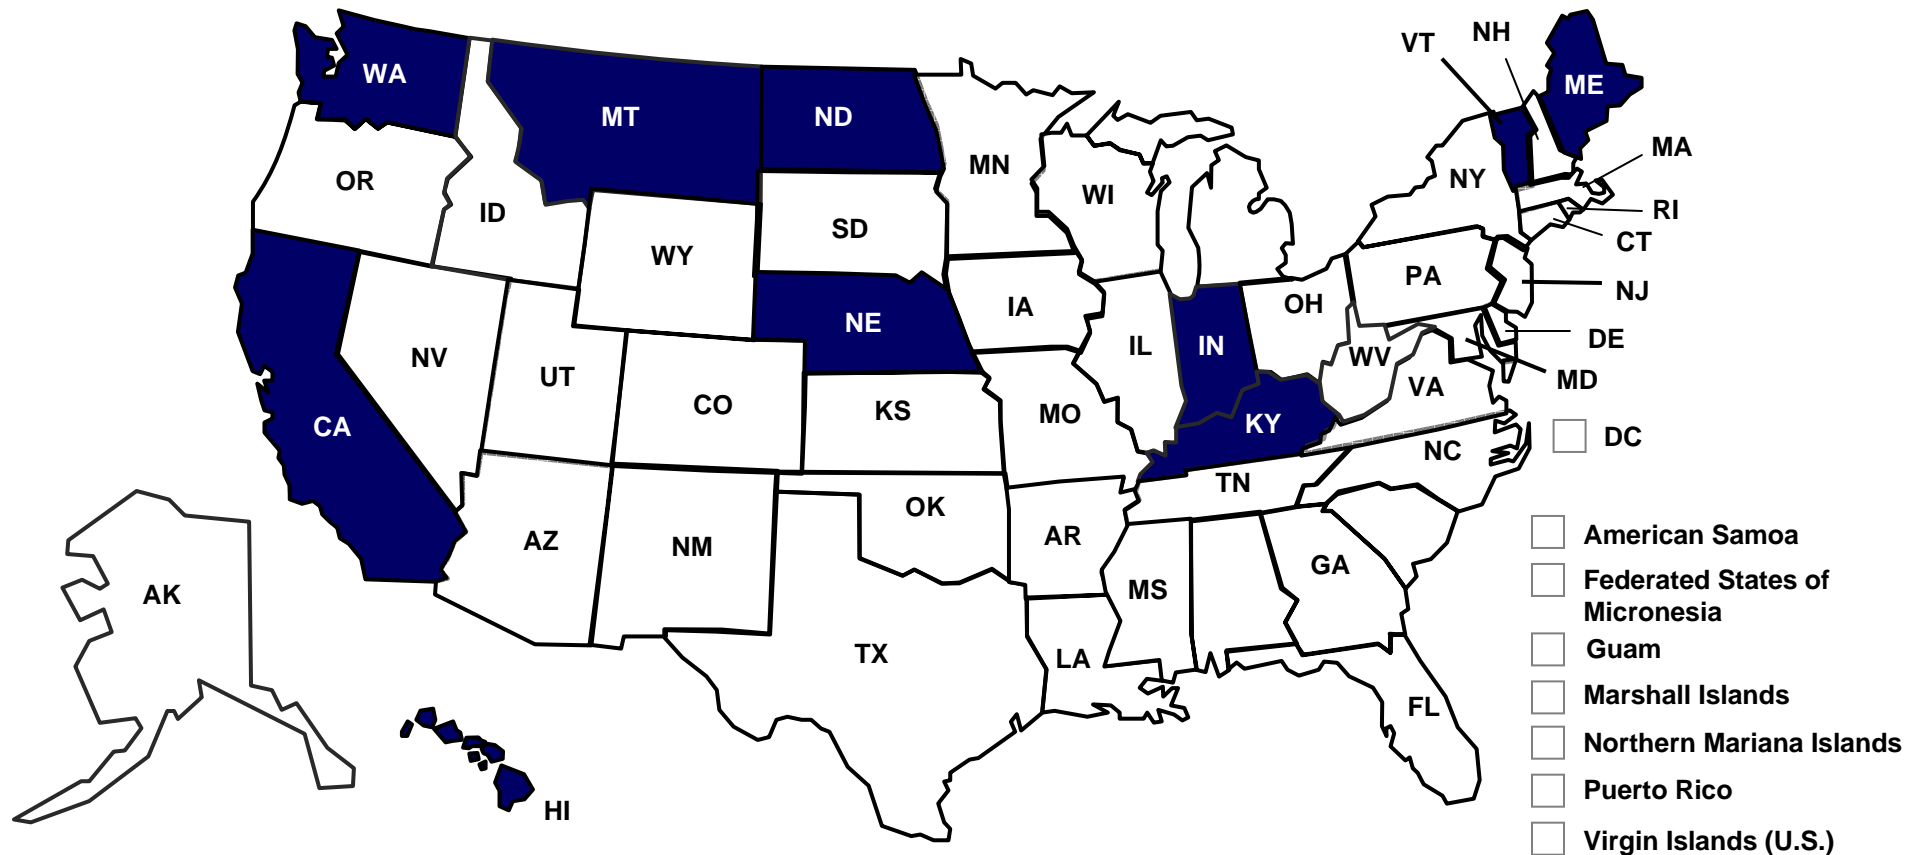 VT
NH
WA
ME
MT
ND
MA
MN
OR
NY
WI
ID
RI
SD
CT
WY
PA
NJ
OH
IA
NE
DE
IL
IN
NV
WV
UT
MD
VA
CO
KS
MO
KY
CA
DC
NC
TN
OK
American Samoa
AR
AZ
NM
GA
Federated States of
Micronesia
MS
AK
Guam
TX
LA
Marshall Islands
FL
Northern Mariana Islands
Puerto Rico
HI
Virgin Islands (U.S.)